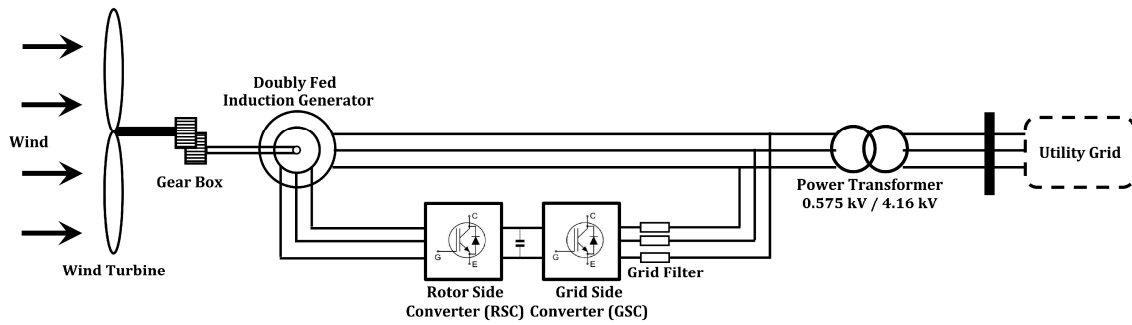 Doubly Fed
Induction Generator
Wind
Utility Grid
Gear Box
Power Transformer
0.575 kV / 4.16 kV
C
G
E
C
G
E
Wind Turbine
Grid Filter
Rotor Side
Converter (RSC)
Grid Side
Converter (GSC)